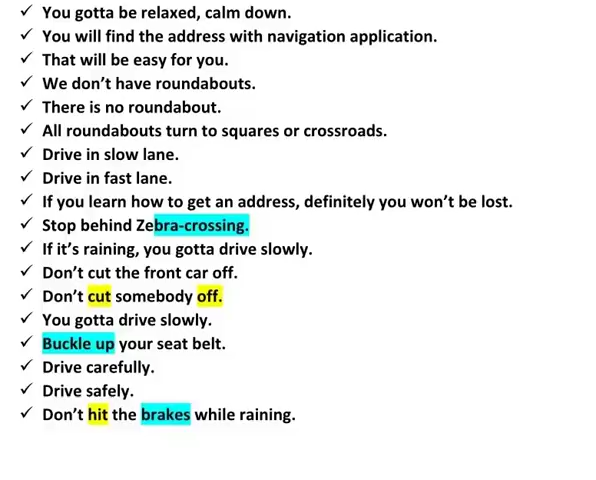 ✓ You gotta be relaxed, calm down.
✓ You will find the address with navigation application.
✓ That will be easy for you.
✓ We don’t have roundabouts.
✓ There is no roundabout.
✓ All roundabouts turn to squares or crossroads.
✓ Drive in slow lane.
✓ Drive in fast lane.
✓ If you learn how to get an address, definitely you won’t be lost.
✓ Stop behind Zebra-crossing.
✓ If it’s raining, you gotta drive slowly.
✓ Don’t cut the front car off.
✓ Don’t cut somebody off.
✓ You gotta drive slowly.
✓ Buckle up your seat belt.
✓ Drive carefully.
✓ Drive safely.
✓ Don’t hit the brakes while raining.